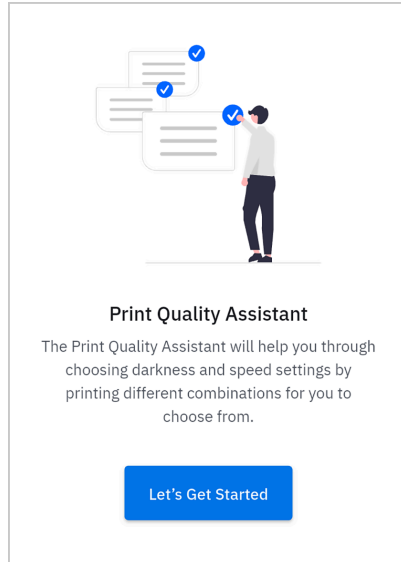 Print Quality Assistant
The Print Quality Assistant will help you through
choosing darkness and speed settings by
printing different combinations for you to
choose from.
Let's Get Started